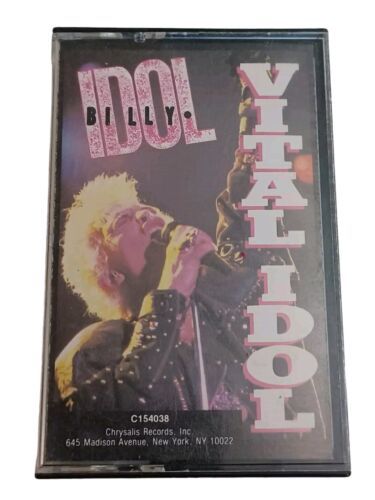 IDOL
BILLY•
VITAL IDOL
C154038
Chrysalis Records, Inc.
645 Madison Avenue, New York, NY 10022